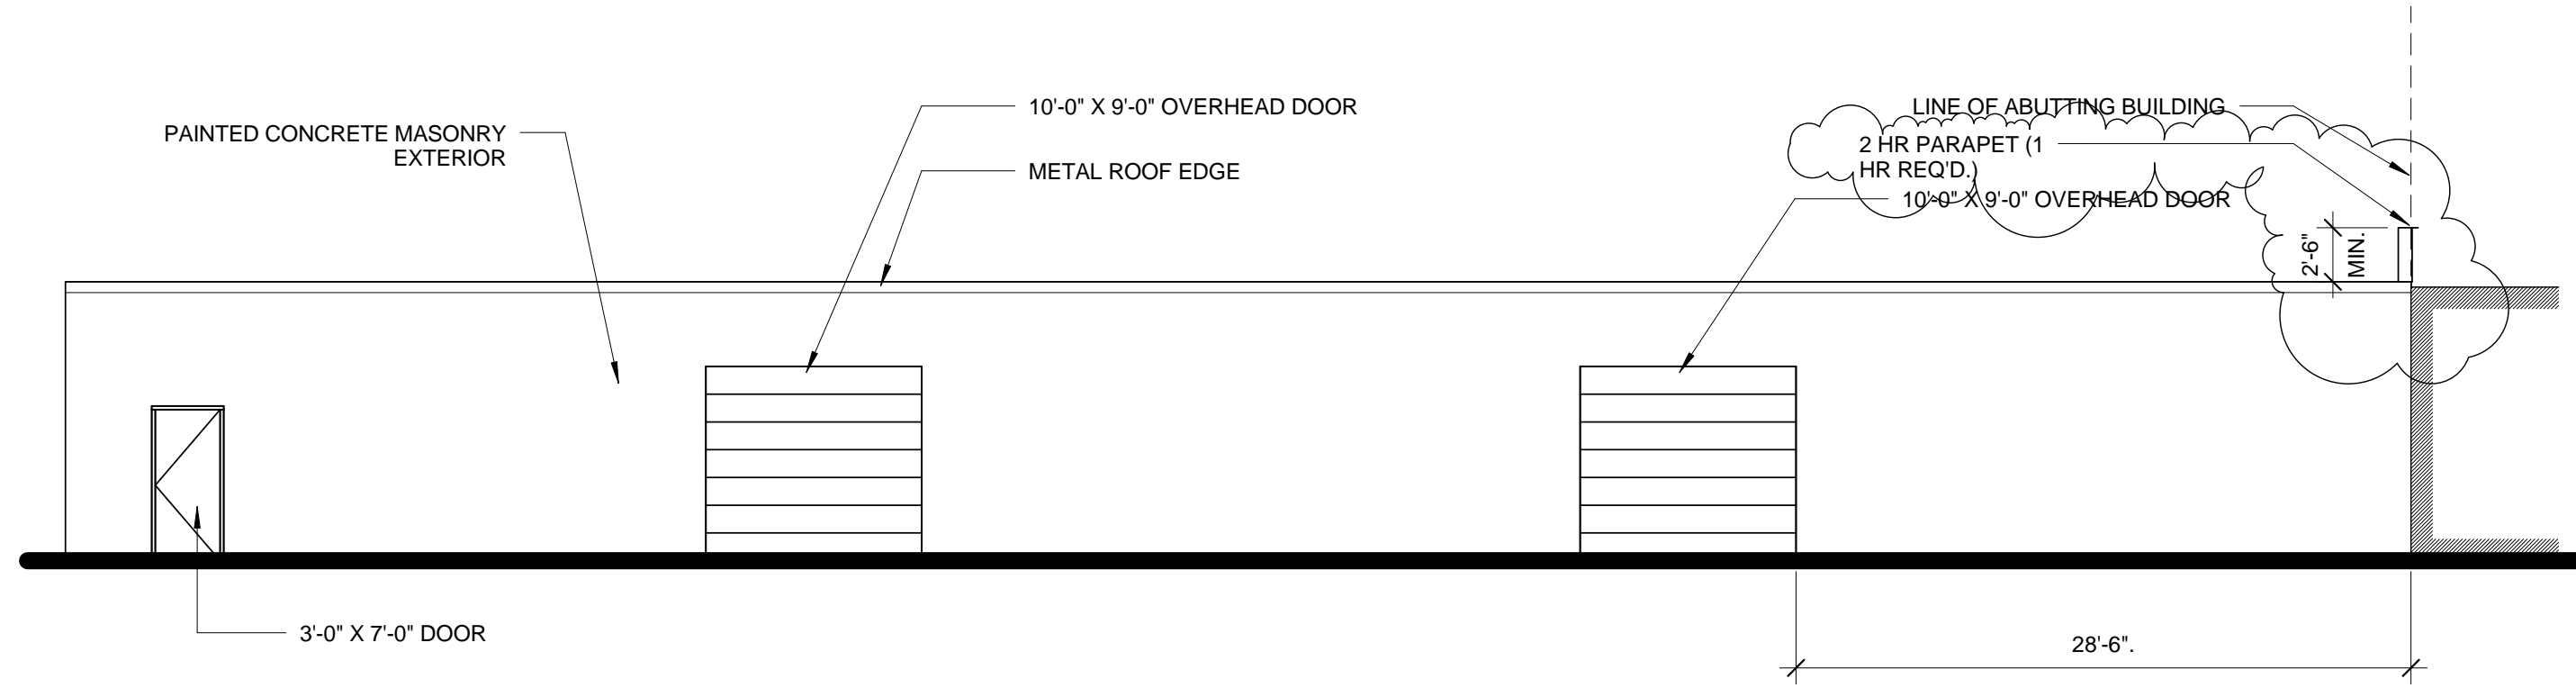 10'-0" X 9'-0" OVERHEAD DOOR
LINE OF ABUTTING BUILDING
PAINTED CONCRETE MASONRY
EXTERIOR
2 HR PARAPET (1
HR REQ'D.)
METAL ROOF EDGE
10'-0" X 9'-0" OVERHEAD DOOR
2'-6"
MIN.
3'-0" X 7'-0" DOOR
28'-6".